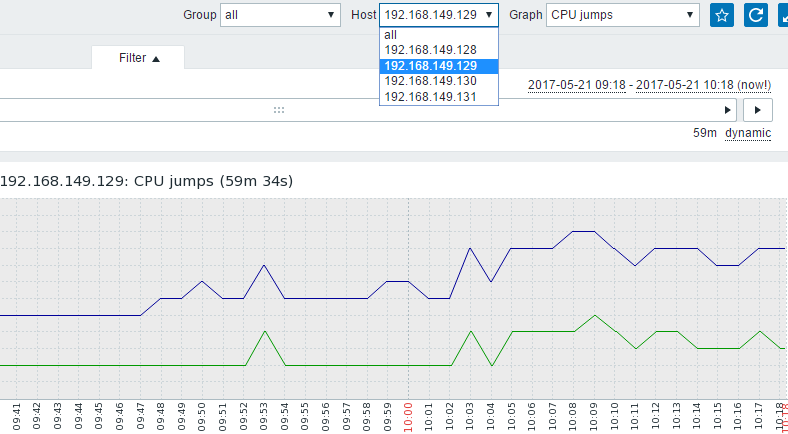 Group all Host 192.168.149.129 Graph CPU jumps
all
192.168.149.128
192.168.149.129
192.168.149.130
192.168.149.131
Filter
2017-05-21 09:18 - 2017-05-21 10:18 (now!)
59m dynamic
192.168.149.129: CPU jumps (59m 34s)
09:41 09:42 09:43 09:44 09:45 09:46 09:47 09:48 09:49 09:50 09:51 09:52 09:53 09:54 09:55 09:56 09:57 09:58 09:59 10:00 10:01 10:02 10:03 10:04 10:05 10:06 10:07 10:08 10:09 10:10 10:11 10:12 10:13 10:14 10:15 10:16 10:17 10:18 10:18